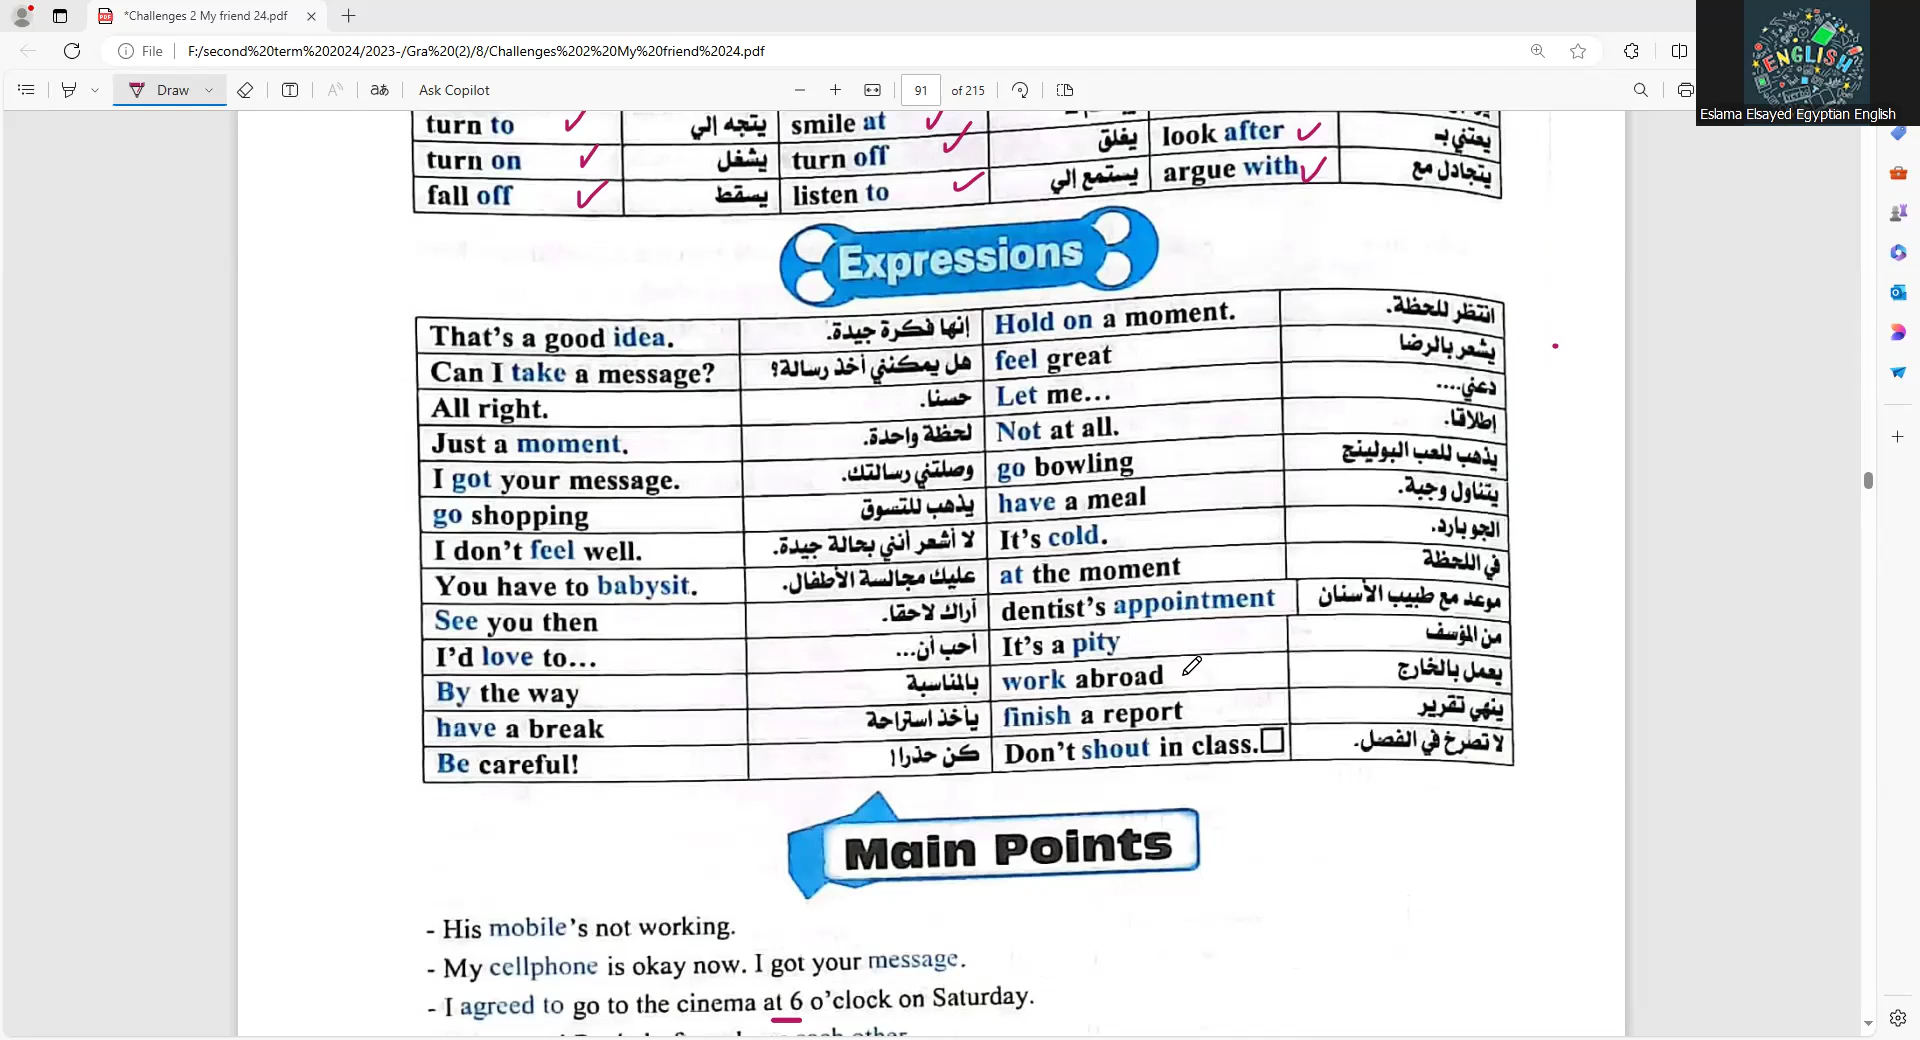 *Challenges 2 My friend 24.pdf
File F:/second%20term%202024/2023-/Gra%20(2)/8/Challenges%202%20My%20friend%2024.pdf
Draw Ask Copilot 91 of 215
Eslama Elsayed Egyptian English
ENGLISH
turn to يتجه إلي smile at
turn on يشغل turn off يغلق look after يعتني بـ
fall off يسقط listen to يستمع إلي argue with يتجادل مع
Expressions
That's a good idea. إنها فكرة جيدة. Hold on a moment. انتظر للحظة.
Can I take a message? هل يمكنني أخذ رسالة؟ feel great يشعر بالرضا
All right. حسنا. Let me... دعني....
Just a moment. لحظة واحدة. Not at all. إطلاقا.
I got your message. وصلتني رسالتك. go bowling يذهب للعب البولينج
go shopping يذهب للتسوق have a meal يتناول وجبة.
I don't feel well. لا أشعر أنني بحالة جيدة. It's cold. الجو بارد.
You have to babysit. عليك مجالسة الأطفال. at the moment في اللحظة
See you then أراك لاحقا. dentist's appointment موعد مع طبيب الأسنان
I'd love to... أحب أن... It's a pity من المؤسف
By the way بالمناسبة work abroad يعمل بالخارج
have a break يأخذ استراحة finish a report ينهي تقرير
Be careful! كن حذرا! Don't shout in class. لا تصرخ في الفصل.
Main Points
- His mobile's not working.
- My cellphone is okay now. I got your message.
- I agreed to go to the cinema at 6 o'clock on Saturday.